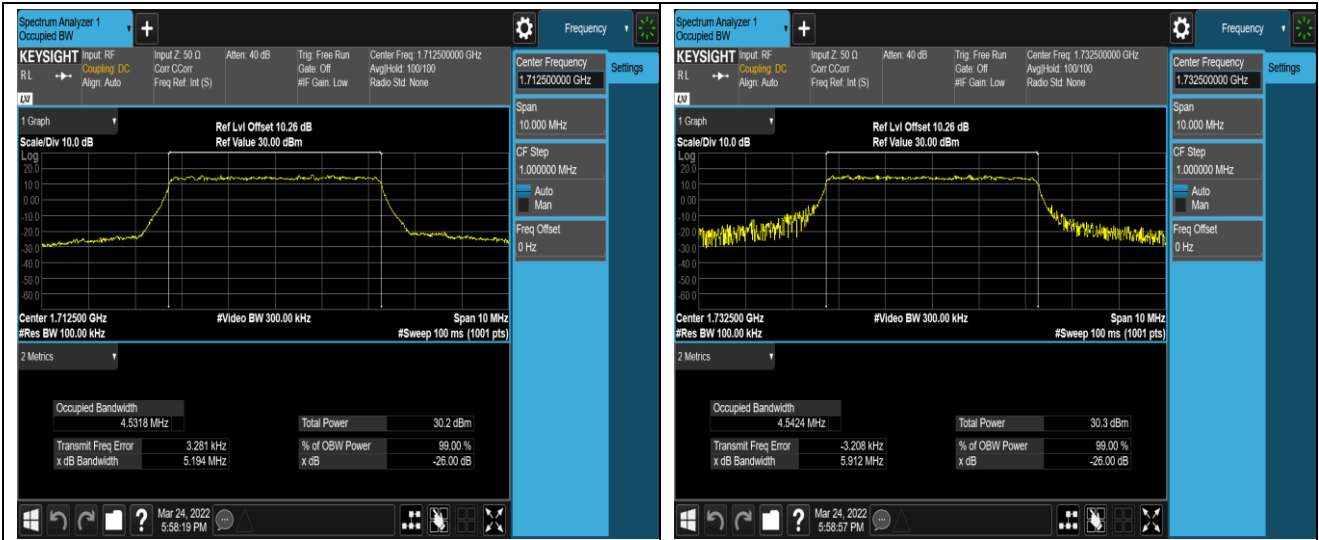 Spectrum Analyzer 1
Occupied BW
Frequency
KEYSIGHT
Input: RF
Input Z: 50 Ω
Atten: 40 dB
Trig: Free Run
Center Freq: 1.712500000 GHz
R L
Coupling: DC
Corr CCorr
Gate: Off
Avg|Hold: 100/100
Align: Auto
Freq Ref: Int (S)
#IF Gain: Low
Radio Std: None
LXI
Center Frequency
1.712500000 GHz
Settings
Span
10.000 MHz
CF Step
1.000000 MHz
Auto
Man
Freq Offset
0 Hz
1 Graph
Ref Lvl Offset 10.26 dB
Scale/Div 10.0 dB
Ref Value 30.00 dBm
Log
20.0
10.0
0.00
-10.0
-20.0
-30.0
-40.0
-50.0
-60.0
Center 1.712500 GHz
#Video BW 300.00 kHz
Span 10 MHz
#Res BW 100.00 kHz
#Sweep 100 ms (1001 pts)
2 Metrics
Occupied Bandwidth
4.5318 MHz
Total Power
30.2 dBm
Transmit Freq Error
3.281 kHz
% of OBW Power
99.00 %
x dB Bandwidth
5.194 MHz
x dB
-26.00 dB
?
Mar 24, 2022
5:58:19 PM
Spectrum Analyzer 1
Occupied BW
Frequency
KEYSIGHT
Input: RF
Input Z: 50 Ω
Atten: 40 dB
Trig: Free Run
Center Freq: 1.732500000 GHz
R L
Coupling: DC
Corr CCorr
Gate: Off
Avg|Hold: 100/100
Align: Auto
Freq Ref: Int (S)
#IF Gain: Low
Radio Std: None
LXI
Center Frequency
1.732500000 GHz
Settings
Span
10.000 MHz
CF Step
1.000000 MHz
Auto
Man
Freq Offset
0 Hz
1 Graph
Ref Lvl Offset 10.26 dB
Scale/Div 10.0 dB
Ref Value 30.00 dBm
Log
20.0
10.0
0.00
-10.0
-20.0
-30.0
-40.0
-50.0
-60.0
Center 1.732500 GHz
#Video BW 300.00 kHz
Span 10 MHz
#Res BW 100.00 kHz
#Sweep 100 ms (1001 pts)
2 Metrics
Occupied Bandwidth
4.5424 MHz
Total Power
30.3 dBm
Transmit Freq Error
-3.208 kHz
% of OBW Power
99.00 %
x dB Bandwidth
5.912 MHz
x dB
-26.00 dB
?
Mar 24, 2022
5:58:57 PM